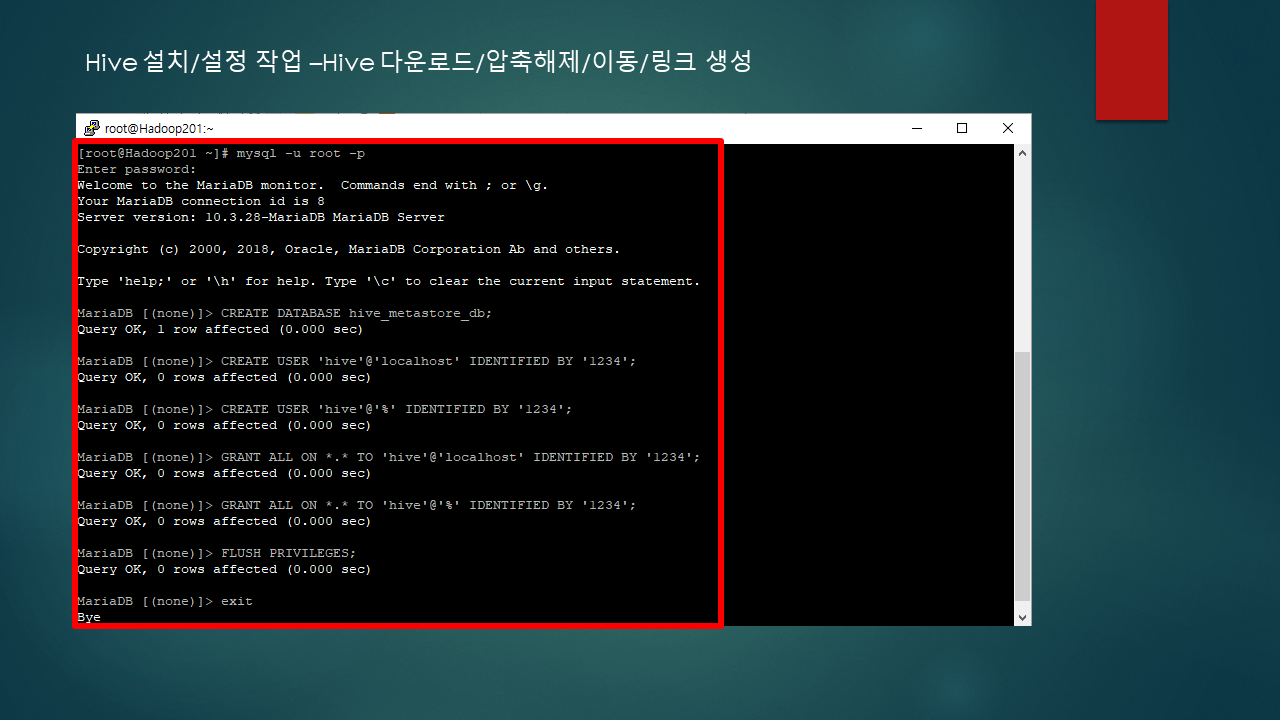 Hive 설치/설정 작업 –Hive 다운로드/압축해제/이동/링크 생성
root@Hadoop201:~
[root@Hadoop201 ~]# mysql -u root -p
Enter password:
Welcome to the MariaDB monitor.  Commands end with ; or \g.
Your MariaDB connection id is 8
Server version: 10.3.28-MariaDB MariaDB Server
Copyright (c) 2000, 2018, Oracle, MariaDB Corporation Ab and others.
Type 'help;' or '\h' for help. Type '\c' to clear the current input statement.
MariaDB [(none)]> CREATE DATABASE hive_metastore_db;
Query OK, 1 row affected (0.000 sec)
MariaDB [(none)]> CREATE USER 'hive'@'localhost' IDENTIFIED BY '1234';
Query OK, 0 rows affected (0.000 sec)
MariaDB [(none)]> CREATE USER 'hive'@'%' IDENTIFIED BY '1234';
Query OK, 0 rows affected (0.000 sec)
MariaDB [(none)]> GRANT ALL ON *.* TO 'hive'@'localhost' IDENTIFIED BY '1234';
Query OK, 0 rows affected (0.000 sec)
MariaDB [(none)]> GRANT ALL ON *.* TO 'hive'@'%' IDENTIFIED BY '1234';
Query OK, 0 rows affected (0.000 sec)
MariaDB [(none)]> FLUSH PRIVILEGES;
Query OK, 0 rows affected (0.000 sec)
MariaDB [(none)]> exit
Bye